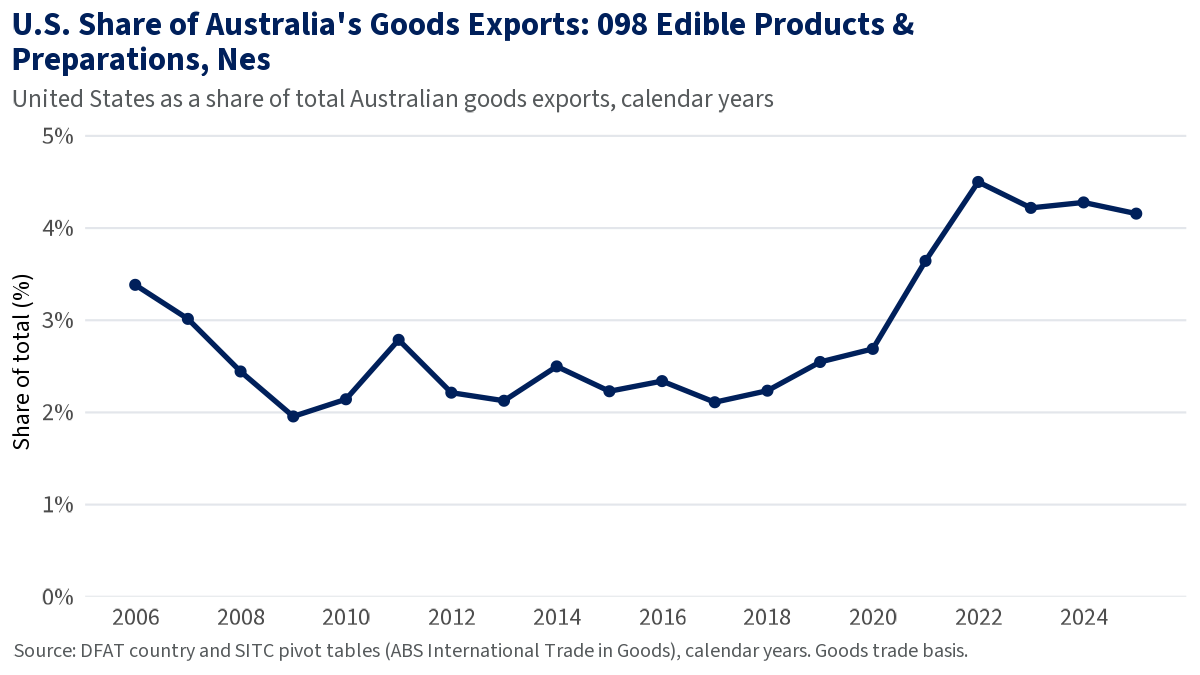 U.S. Share of Australia's Goods Exports: 098 Edible Products &
Preparations, Nes
United States as a share of total Australian goods exports, calendar years
5%
4%
3%
2%
1%
0%
Share of total (%)
2006 2008 2010 2012 2014 2016 2018 2020 2022 2024
Source: DFAT country and SITC pivot tables (ABS International Trade in Goods), calendar years. Goods trade basis.